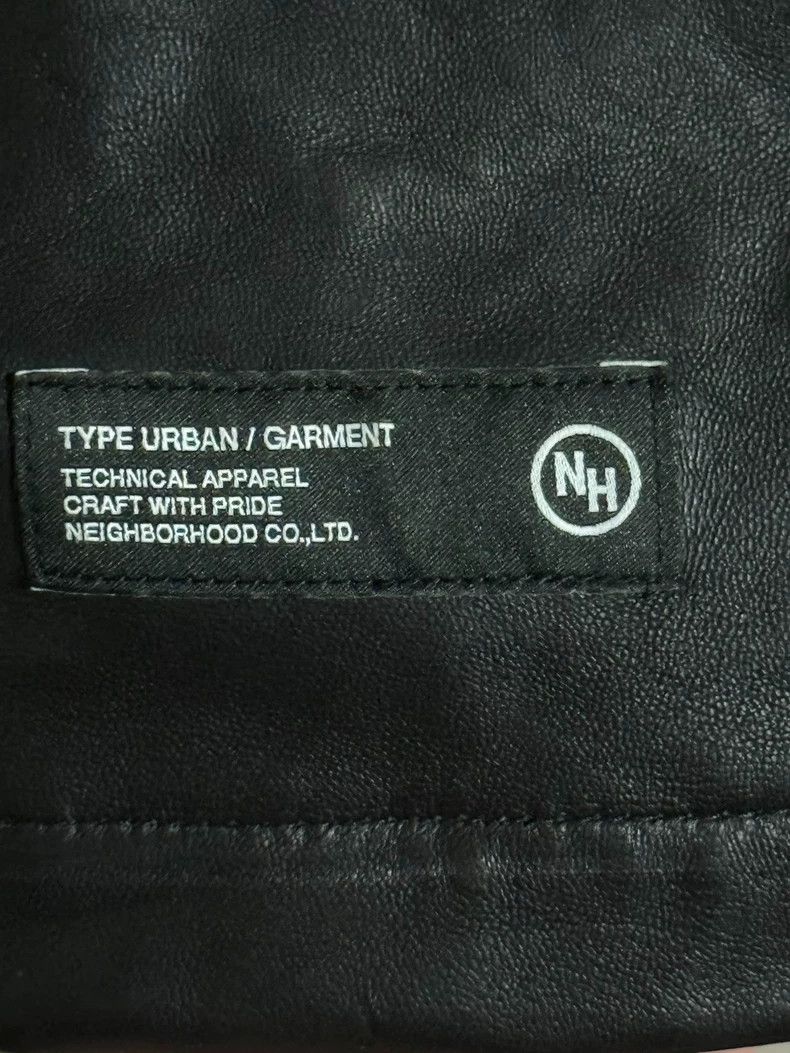 TYPE URBAN / GARMENT
TECHNICAL APPAREL
CRAFT WITH PRIDE
NEIGHBORHOOD CO.,LTD.
NH